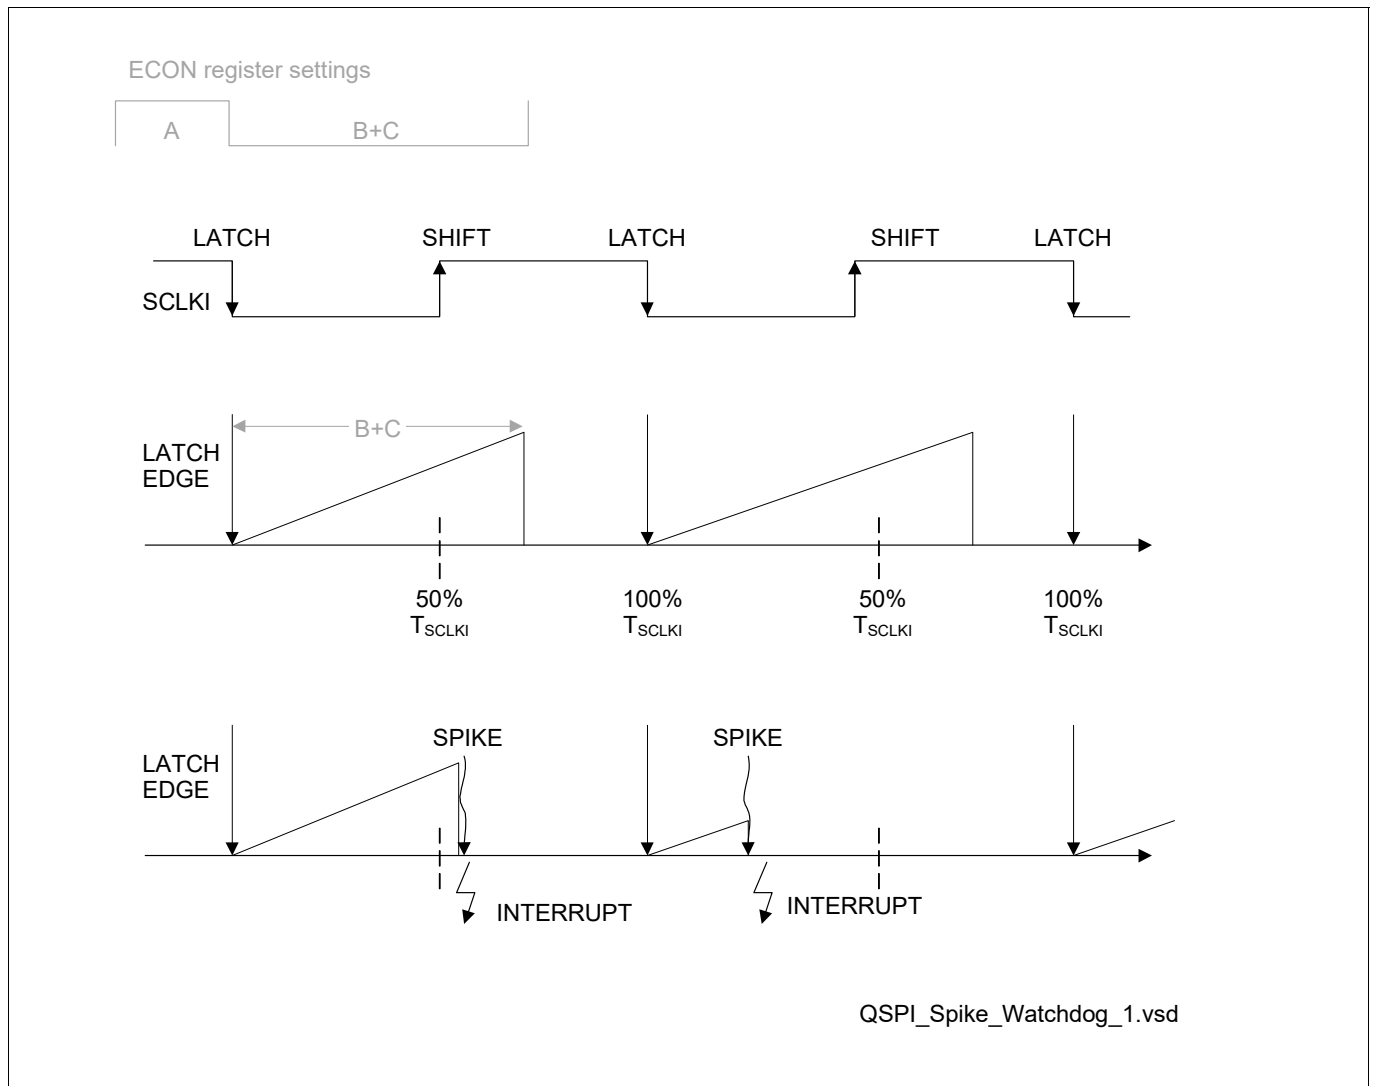 ECON register settings
A B+C
LATCH SHIFT LATCH SHIFT LATCH
SCLKI
B+C
LATCH
EDGE
50% 100% 50% 100%
TSCLKI TSCLKI TSCLKI TSCLKI
SPIKE SPIKE
LATCH
EDGE
INTERRUPT INTERRUPT
QSPI_Spike_Watchdog_1.vsd